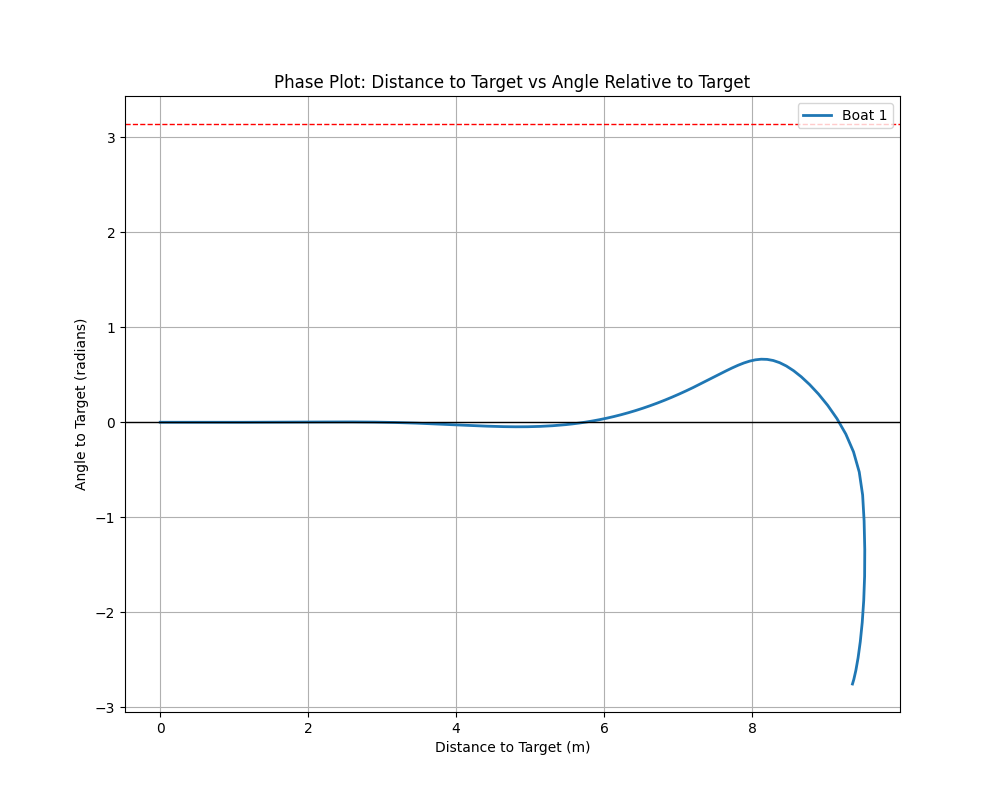 Phase Plot: Distance to Target vs Angle Relative to Target
Boat 1
Angle to Target (radians)
3
2
1
0
−1
−2
−3
0 2 4 6 8
Distance to Target (m)